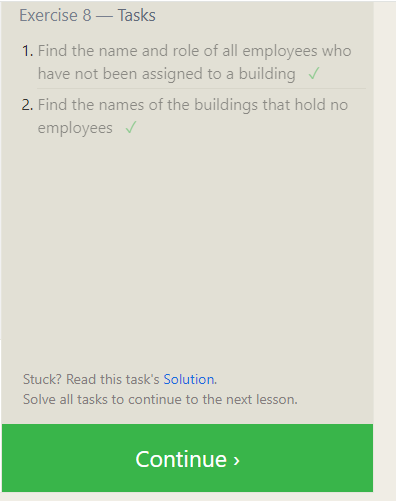 Exercise 8 — Tasks
1. Find the name and role of all employees who
have not been assigned to a building ✓
2. Find the names of the buildings that hold no
employees ✓
Stuck? Read this task's Solution.
Solve all tasks to continue to the next lesson.
Continue ›